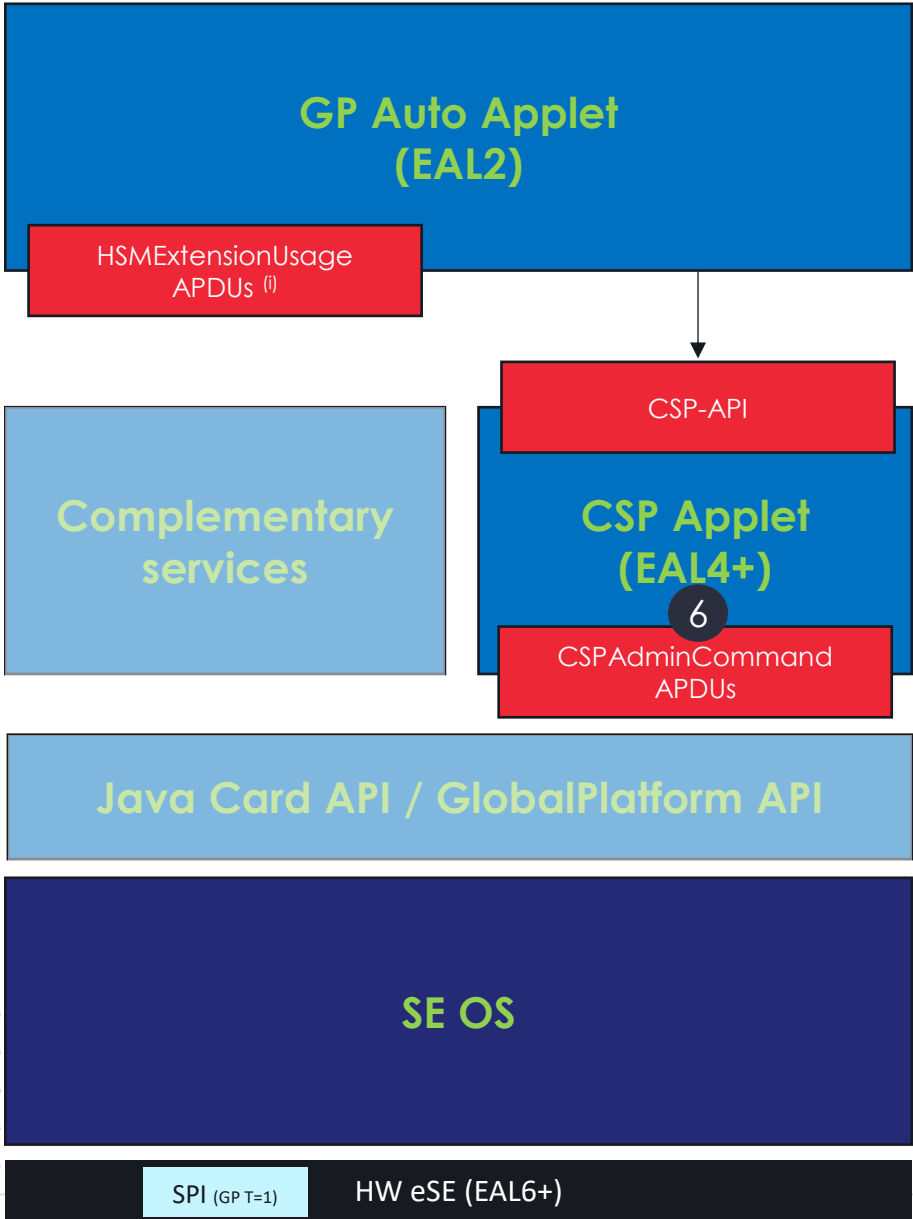 GP Auto Applet
(EAL2)
HSMExtensionUsage
APDUs (i)
CSP-API
Complementary
services
CSP Applet
(EAL4+)
6
CSPAdminCommand
APDUs
Java Card API / GlobalPlatform API
SE OS
SPI (GP T=1)
HW eSE (EAL6+)